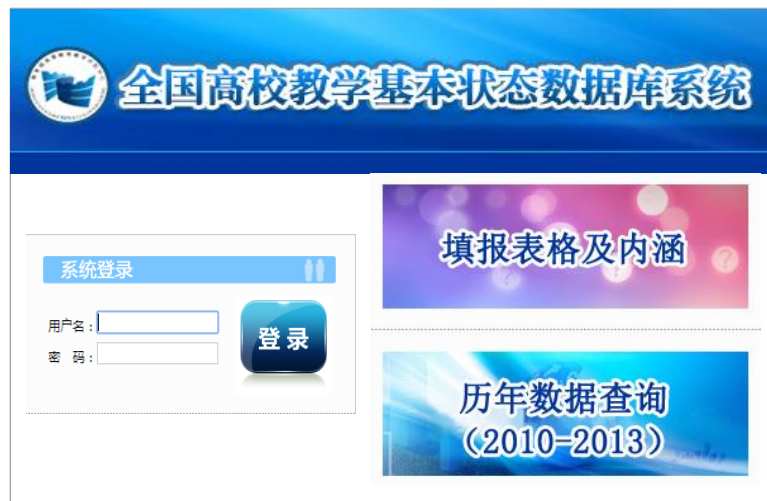 全国高校教学基本状态数据库系统
系统登录
用户名：
密 码：
登录
填报表格及内涵
历年数据查询
（2010-2013）